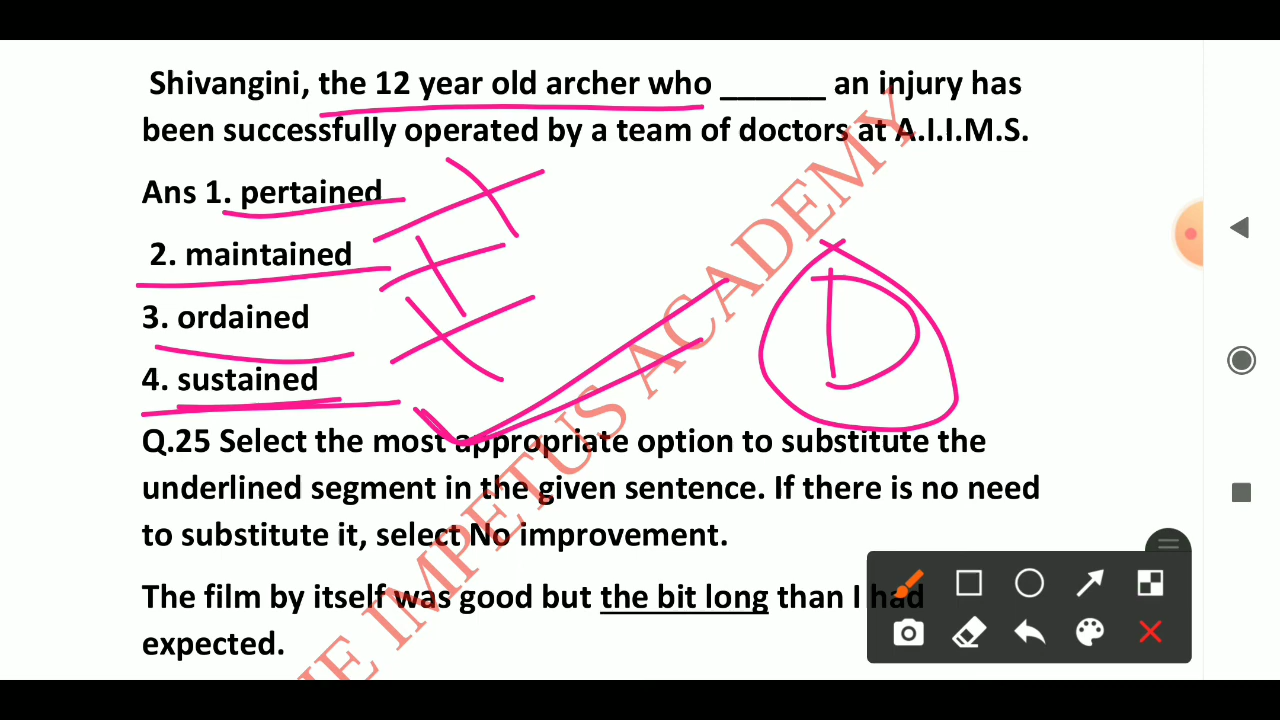 Shivangini, the 12 year old archer who ______ an injury has
been successfully operated by a team of doctors at A.I.I.M.S.
Ans 1. pertained
2. maintained
3. ordained
4. sustained
D
Q.25 Select the most appropriate option to substitute the
underlined segment in the given sentence. If there is no need
to substitute it, select No improvement.
The film by itself was good but the bit long than I had
expected.
THE IMPETUS ACADEMY